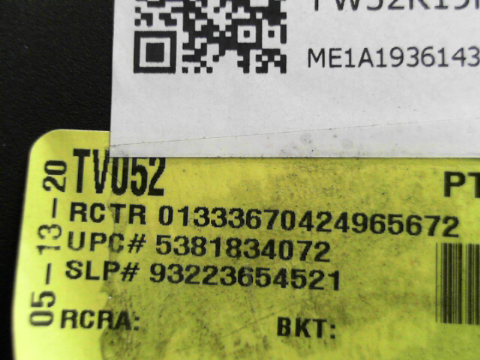 ME1A1936143
TV052
PT
RCTR 01333670424965672
UPC# 5381834072
SLP# 93223654521
RCRA: BKT:
05-13-20